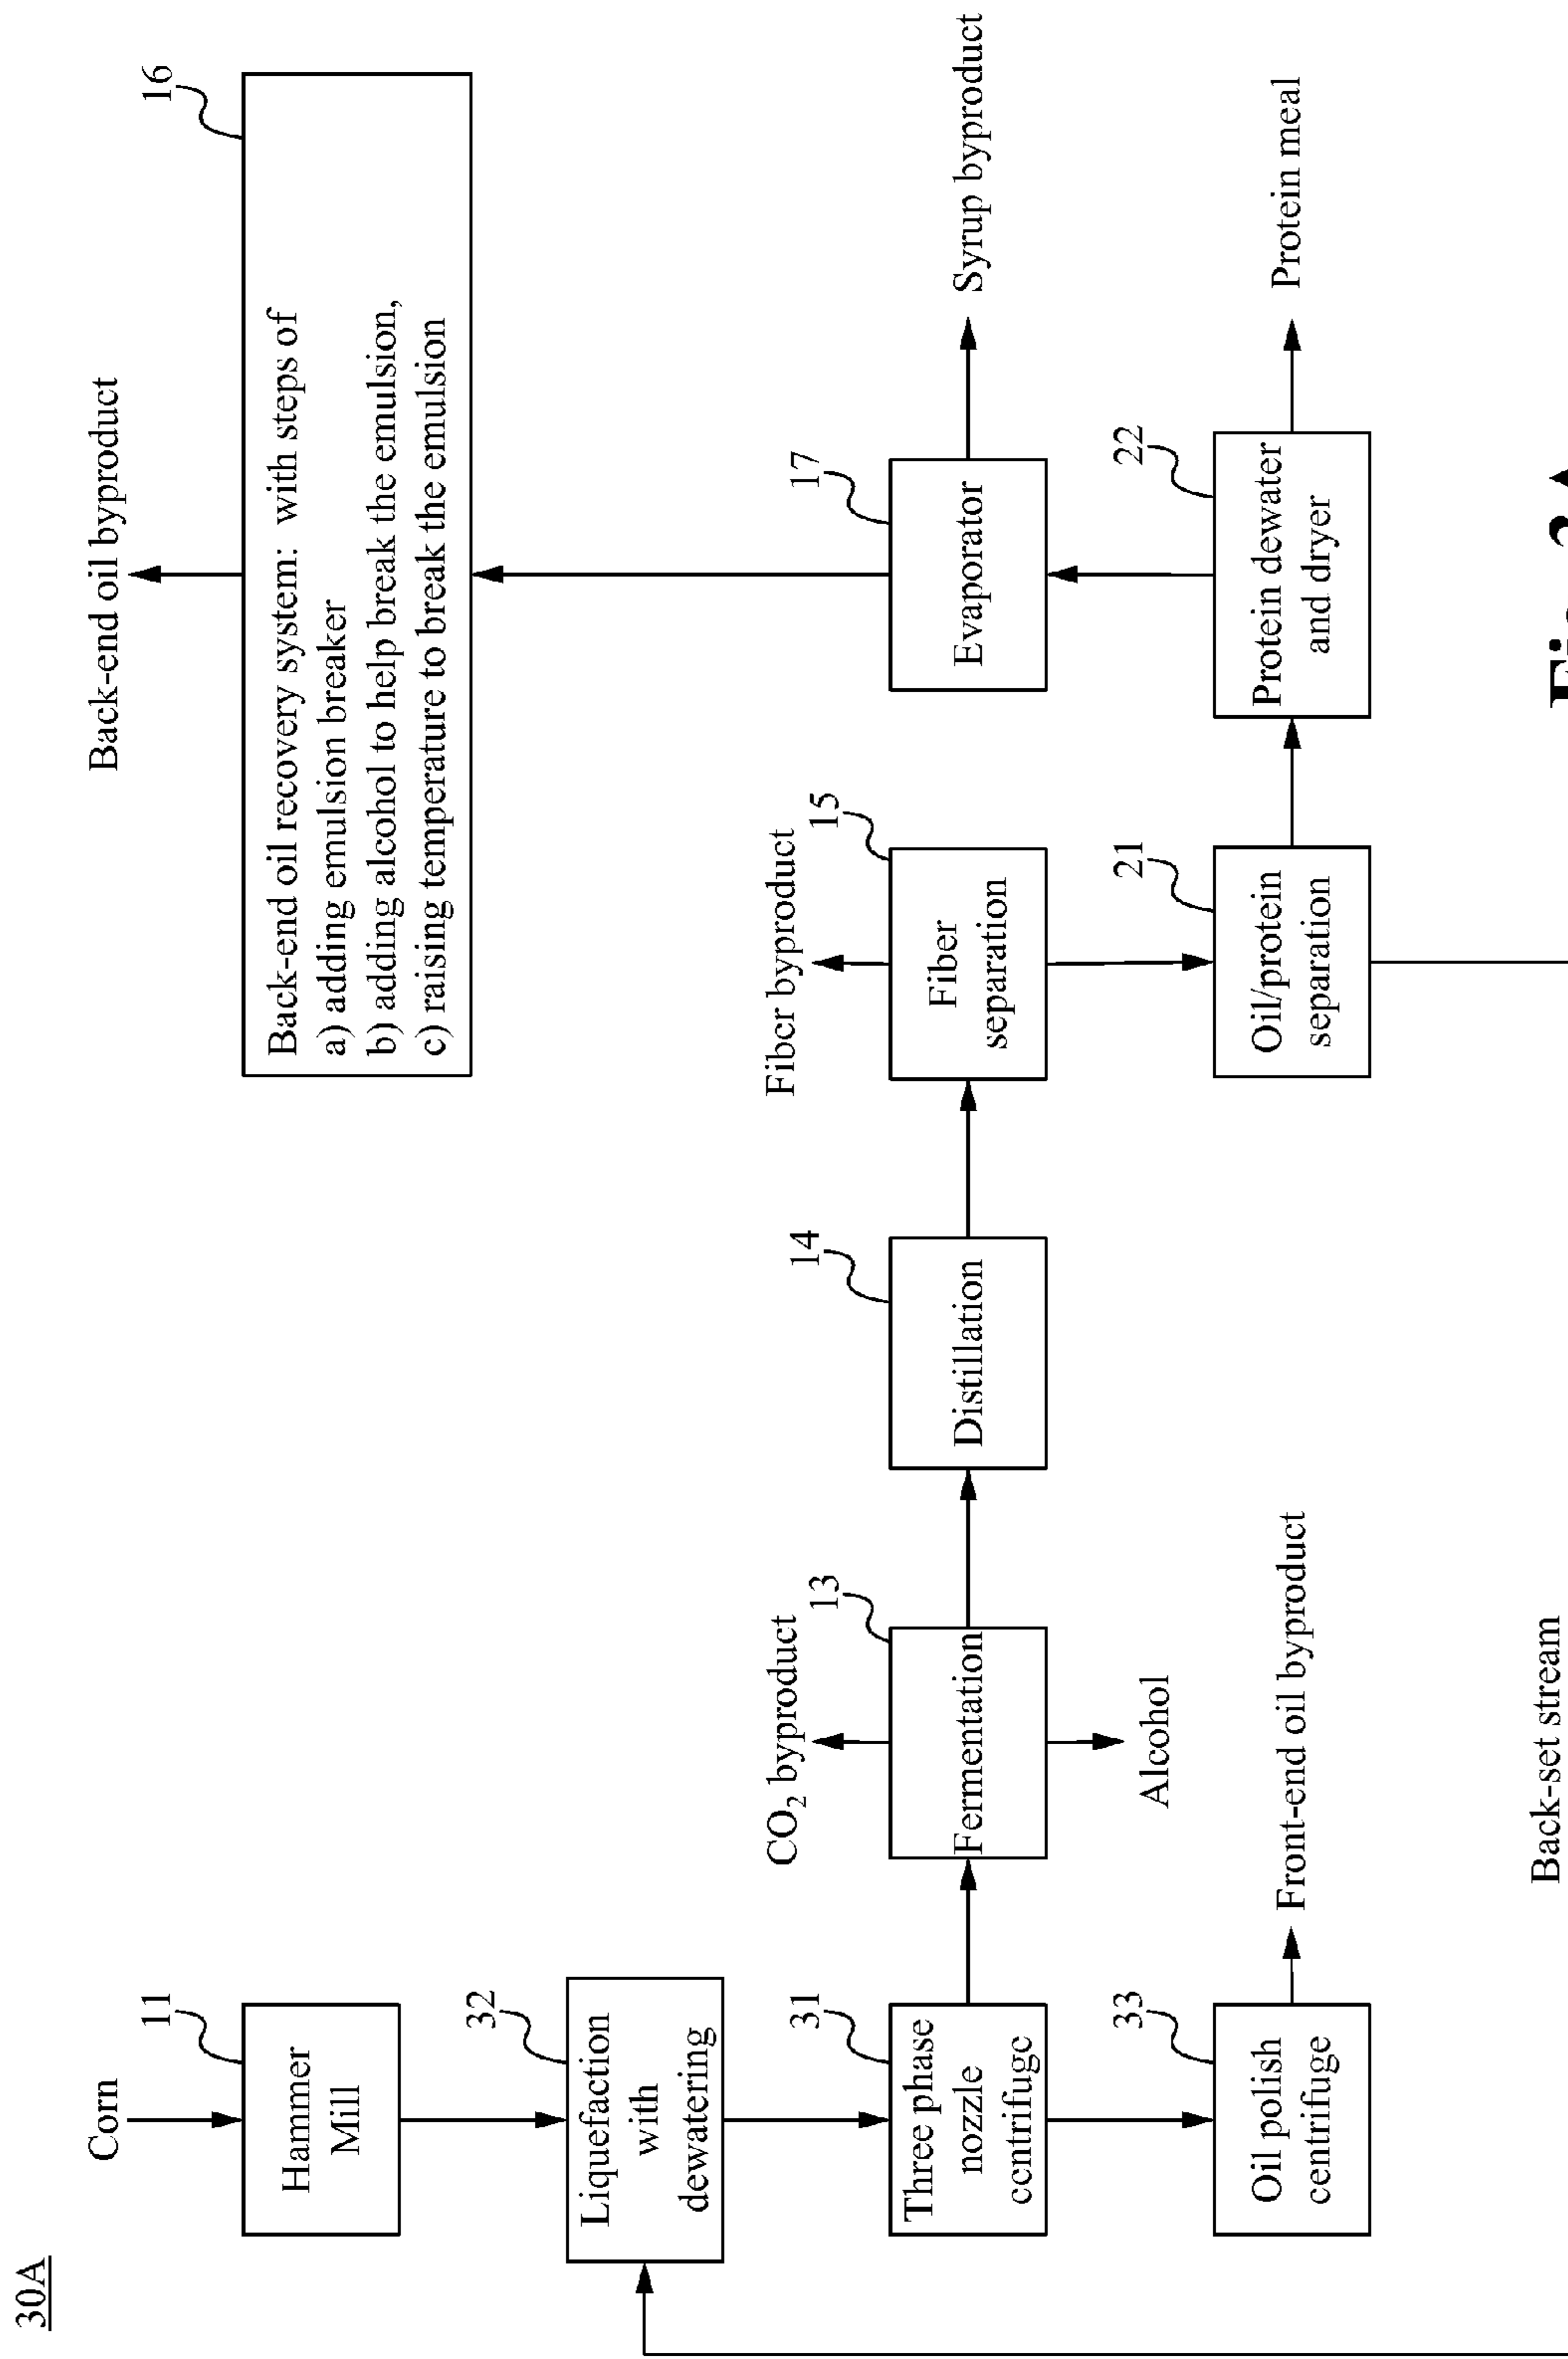 30A
Corn
11
Hammer
Mill
32
Liquefaction
with
dewatering
31
Three phase
nozzle
centrifuge
33
Oil polish
centrifuge
Front-end oil byproduct
CO₂ byproduct
13
Fermentation
Alcohol
14
Distillation
Fiber byproduct
15
Fiber
separation
21
Oil/protein
separation
Back-end oil byproduct
16
Back-end oil recovery system: with steps of
a) adding emulsion breaker
b) adding alcohol to help break the emulsion,
c) raising temperature to break the emulsion
17
Evaporator
Syrup byproduct
22
Protein dewater
and dryer
Protein meal
Back-set stream